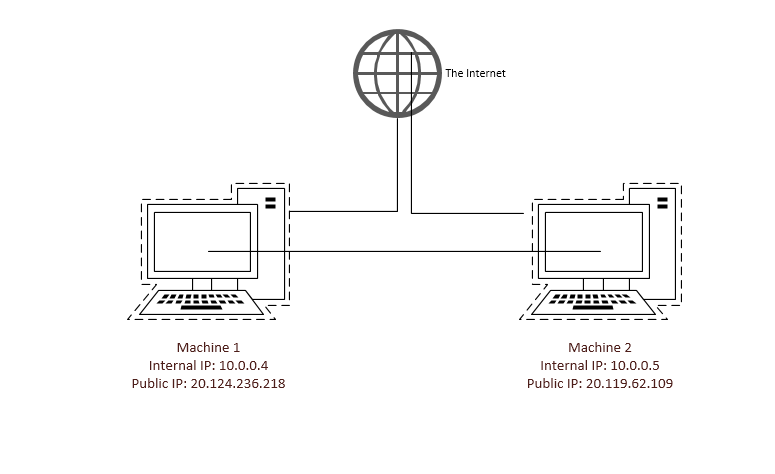 The Internet
Machine 1
Internal IP: 10.0.0.4
Public IP: 20.124.236.218
Machine 2
Internal IP: 10.0.0.5
Public IP: 20.119.62.109